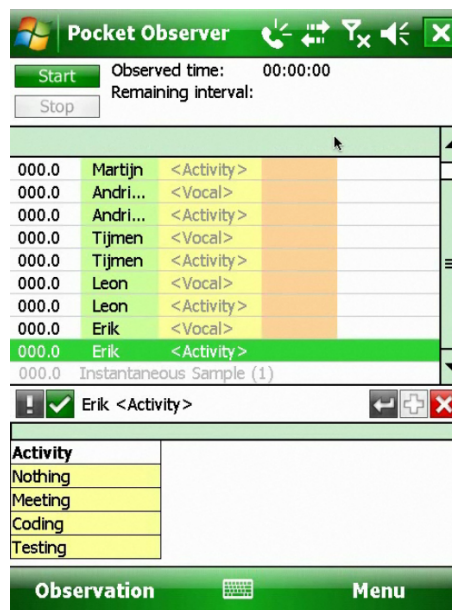 Pocket Observer
Start
Observed time: 00:00:00
Stop
Remaining interval:
000.0 Martijn <Activity>
000.0 Andri... <Vocal>
000.0 Andri... <Activity>
000.0 Tijmen <Vocal>
000.0 Tijmen <Activity>
000.0 Leon <Vocal>
000.0 Leon <Activity>
000.0 Erik <Vocal>
000.0 Erik <Activity>
000.0 Instantaneous Sample (1)
Erik <Activity>
Activity
Nothing
Meeting
Coding
Testing
Observation Menu